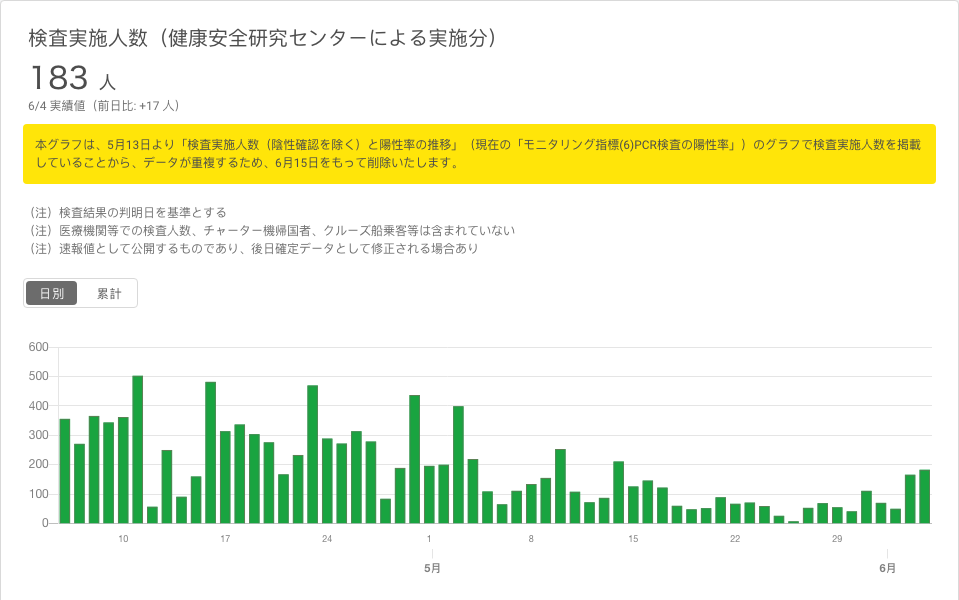 検査実施人数（健康安全研究センターによる実施分）
183 人
6/4 実績値（前日比: +17 人）
本グラフは、5月13日より「検査実施人数（陰性確認を除く）と陽性率の推移」（現在の「モニタリング指標(6)PCR検査の陽性率」）のグラフで検査実施人数を掲載
していることから、データが重複するため、6月15日をもって削除いたします。
（注）検査結果の判明日を基準とする
（注）医療機関等での検査人数、チャーター機帰国者、クルーズ船乗客等は含まれていない
（注）速報値として公開するものであり、後日確定データとして修正される場合あり
日別 累計
600
500
400
300
200
100
0
10 17 24 1 8 15 22 29
5月 6月